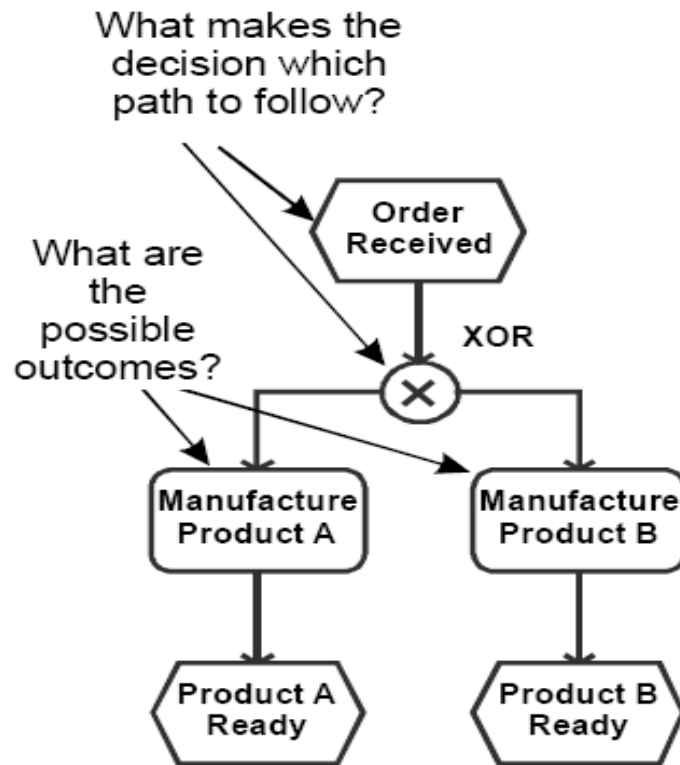 What makes the
decision which
path to follow?
Order
Received
What are
the
possible
outcomes?
XOR
Manufacture
Product A
Manufacture
Product B
Product A
Ready
Product B
Ready